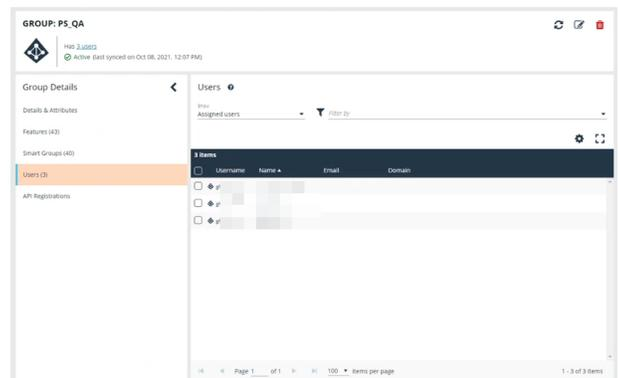 GROUP: PS_QA
Has 3 users
Active (last synced on Oct 08, 2021, 12:07 PM)
Group Details
Details & Attributes
Features (43)
Smart Groups (40)
Users (3)
API Registrations
Users
Show
Assigned users
Filter by
3 items
Username Name Email Domain
Page 1 of 1 100 items per page 1 - 3 of 3 items